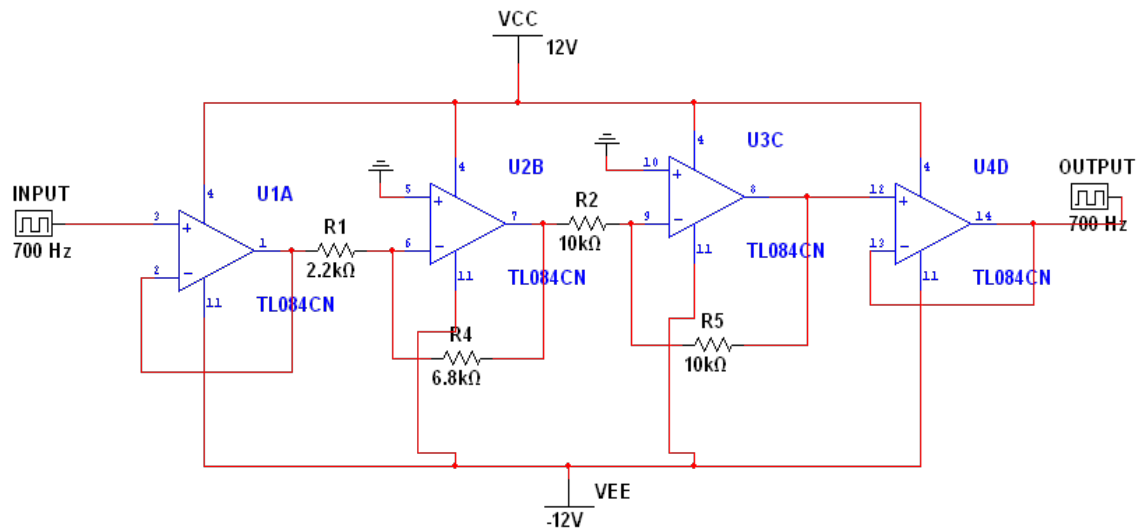 VCC
12V
INPUT
700 Hz
U1A
3
2
4
11
1
TL084CN
R1
2.2kΩ
U2B
5
6
4
11
7
TL084CN
R4
6.8kΩ
R2
10kΩ
U3C
10
9
4
11
8
TL084CN
R5
10kΩ
U4D
12
13
4
11
14
TL084CN
OUTPUT
700 Hz
VEE
-12V